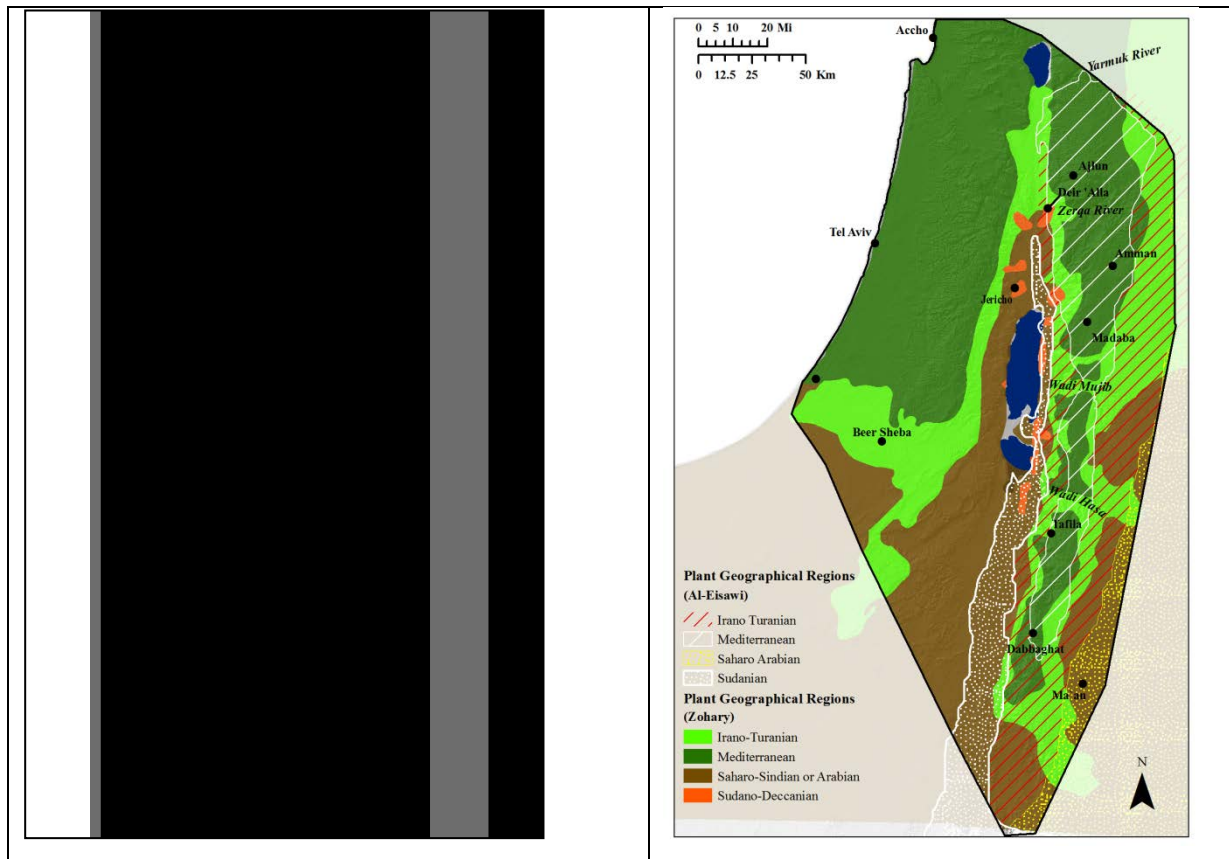 0 5 10 20 Mi
0 12.5 25 50 Km
Accho
Yarmuk River
Ajlun
Deir 'Alla
Zerqa River
Tel Aviv
Amman
Jericho
Madaba
Wadi Mujib
Beer Sheba
Wadi Hasa
Tafila
Plant Geographical Regions
(Al-Eisawi)
Irano Turanian
Mediterranean
Saharo Arabian
Sudanian
Dabbaghat
Ma'an
Plant Geographical Regions
(Zohary)
Irano-Turanian
Mediterranean
Saharo-Sindian or Arabian
Sudano-Deccanian
N